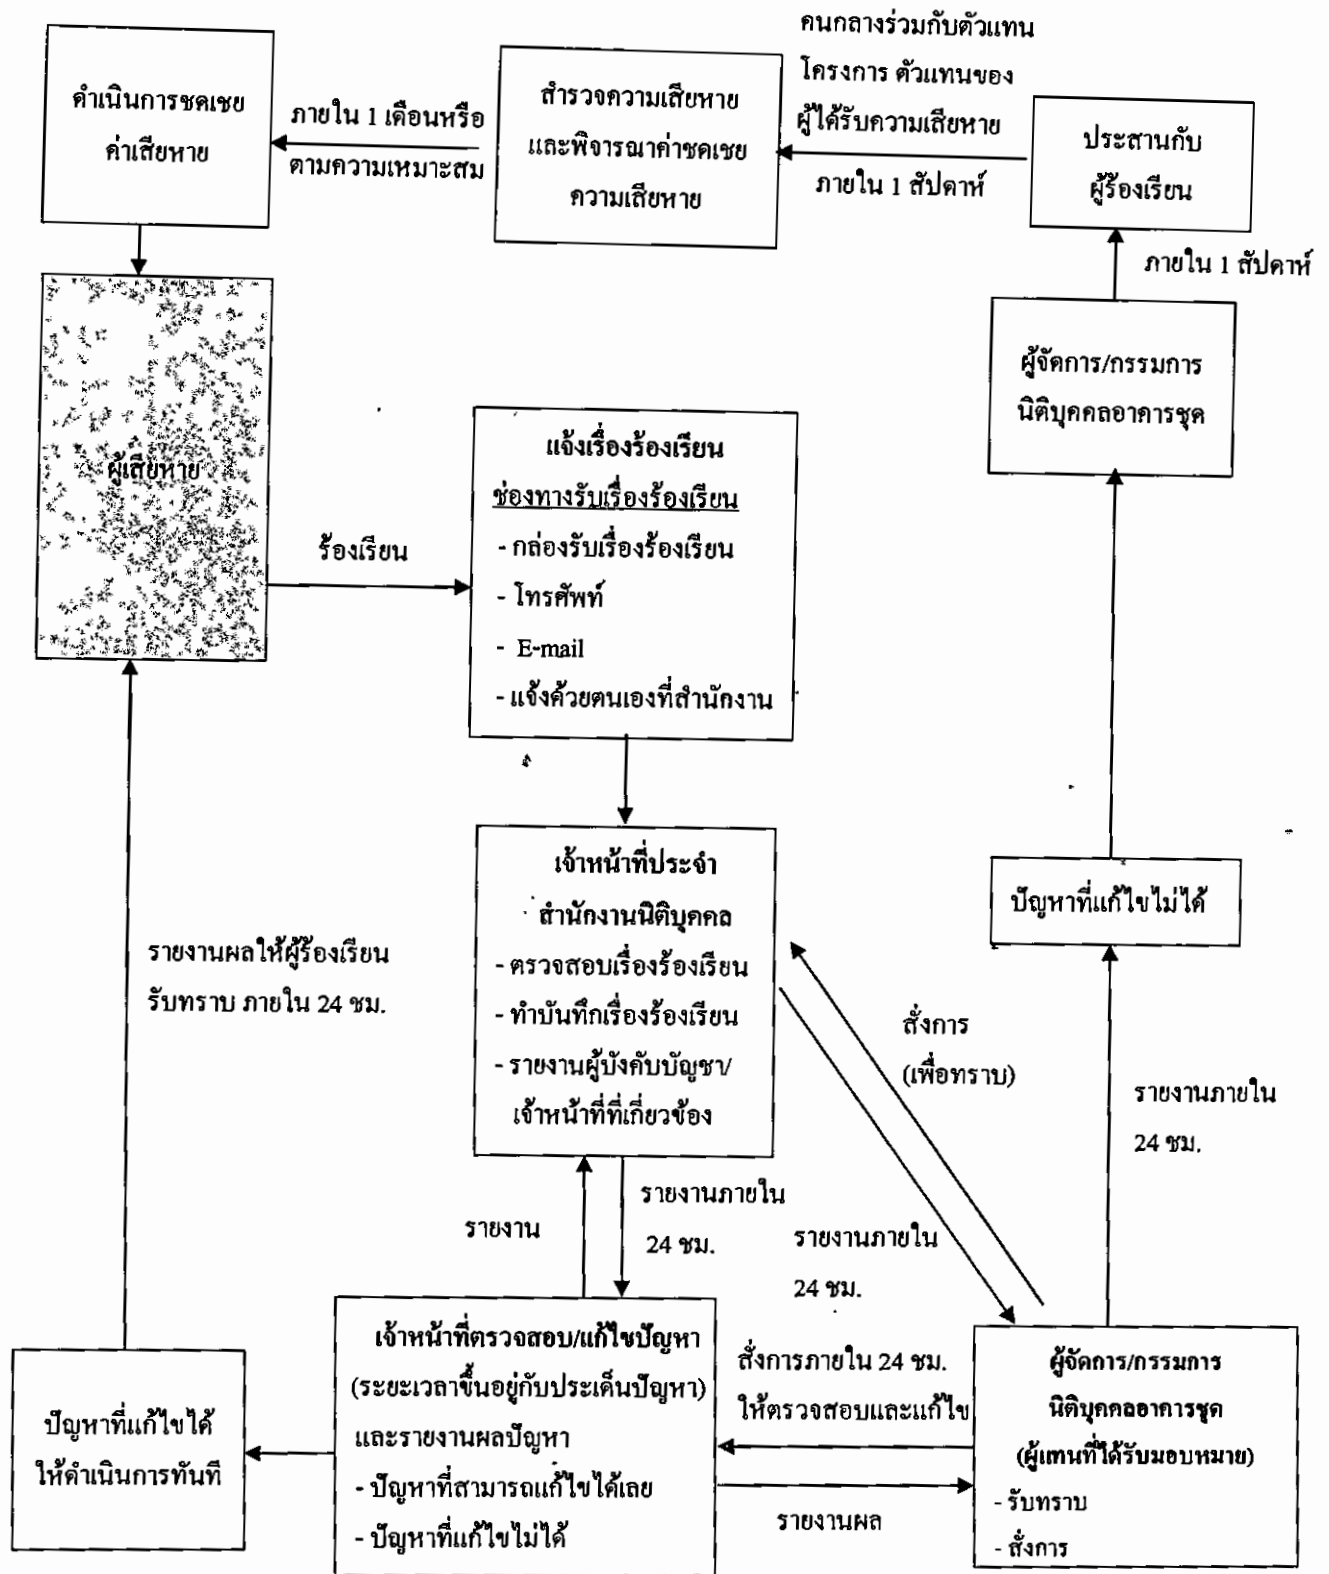 คนกลางร่วมกับตัวแทน
โครงการ ตัวแทนของ
ผู้ได้รับความเสียหาย
ภายใน 1 สัปดาห์
ดำเนินการชดเชย
ค่าเสียหาย
ภายใน 1 เดือนหรือ
ตามความเหมาะสม
สำรวจความเสียหาย
และพิจารณาค่าชดเชย
ความเสียหาย
ประสานกับ
ผู้ร้องเรียน
ภายใน 1 สัปดาห์
ผู้จัดการ/กรรมการ
นิติบุคคลอาคารชุด
ผู้เสียหาย
ร้องเรียน
แจ้งเรื่องร้องเรียน
ช่องทางรับเรื่องร้องเรียน
- กล่องรับเรื่องร้องเรียน
- โทรศัพท์
- E-mail
- แจ้งด้วยตนเองที่สำนักงาน
เจ้าหน้าที่ประจำ
สำนักงานนิติบุคคล
- ตรวจสอบเรื่องร้องเรียน
- ทำบันทึกเรื่องร้องเรียน
- รายงานผู้บังคับบัญชา/
เจ้าหน้าที่ที่เกี่ยวข้อง
ปัญหาที่แก้ไขไม่ได้
รายงานผลให้ผู้ร้องเรียน
รับทราบ ภายใน 24 ชม.
สั่งการ
(เพื่อทราบ)
รายงานภายใน
24 ชม.
รายงาน
รายงานภายใน
24 ชม.
รายงานภายใน
24 ชม.
ปัญหาที่แก้ไขได้
ให้ดำเนินการทันที
เจ้าหน้าที่ตรวจสอบ/แก้ไขปัญหา
(ระยะเวลาขึ้นอยู่กับประเด็นปัญหา)
และรายงานผลปัญหา
- ปัญหาที่สามารถแก้ไขได้เลย
- ปัญหาที่แก้ไขไม่ได้
สั่งการภายใน 24 ชม.
ให้ตรวจสอบและแก้ไข
รายงานผล
ผู้จัดการ/กรรมการ
นิติบุคคลอาคารชุด
(ผู้แทนที่ได้รับมอบหมาย)
- รับทราบ
- สั่งการ